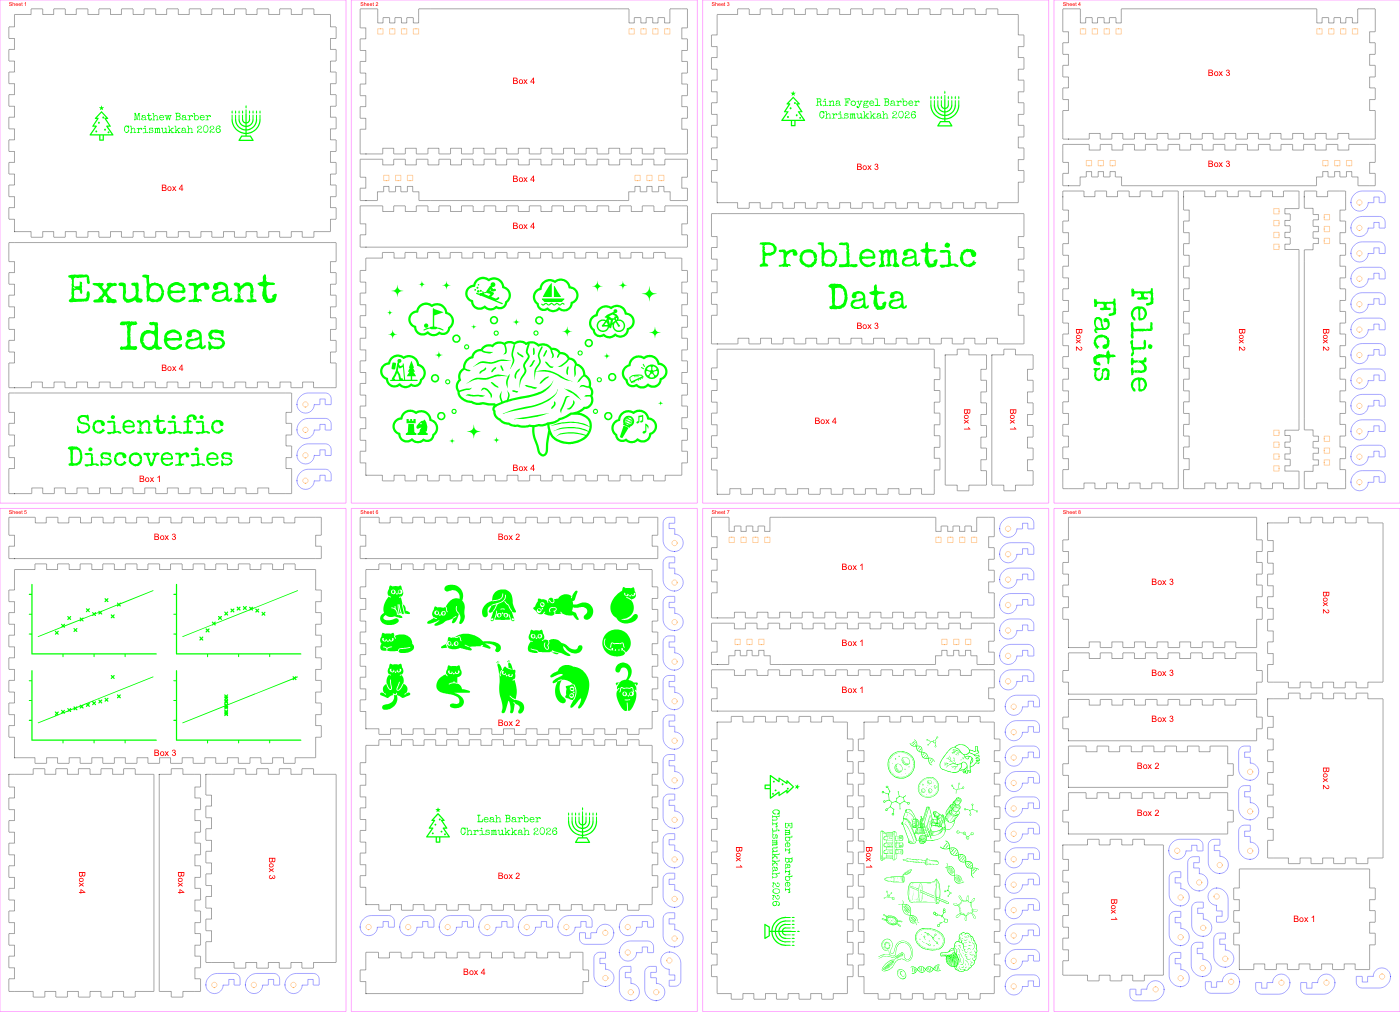 Sheet 1
Mathew Barber
Chrismukkah 2026
Box 4
Exuberant
Ideas
Box 4
Scientific
Discoveries
Box 1
Sheet 2
Box 4
Box 4
Box 4
Box 4
Sheet 3
Rina Foygel Barber
Chrismukkah 2026
Box 3
Problematic
Data
Box 3
Box 4
Box 1
Box 1
Sheet 4
Box 3
Box 3
Feline
Facts
Box 2
Box 2
Box 2
Sheet 5
Box 3
Box 3
Box 4
Box 4
Box 3
Sheet 6
Box 2
Box 2
Leah Barber
Chrismukkah 2026
Box 2
Box 4
Sheet 7
Box 1
Box 1
Box 1
Ember Barber
Chrismukkah 2026
Box 1
Box 1
Sheet 8
Box 3
Box 2
Box 3
Box 3
Box 2
Box 2
Box 2
Box 1
Box 1